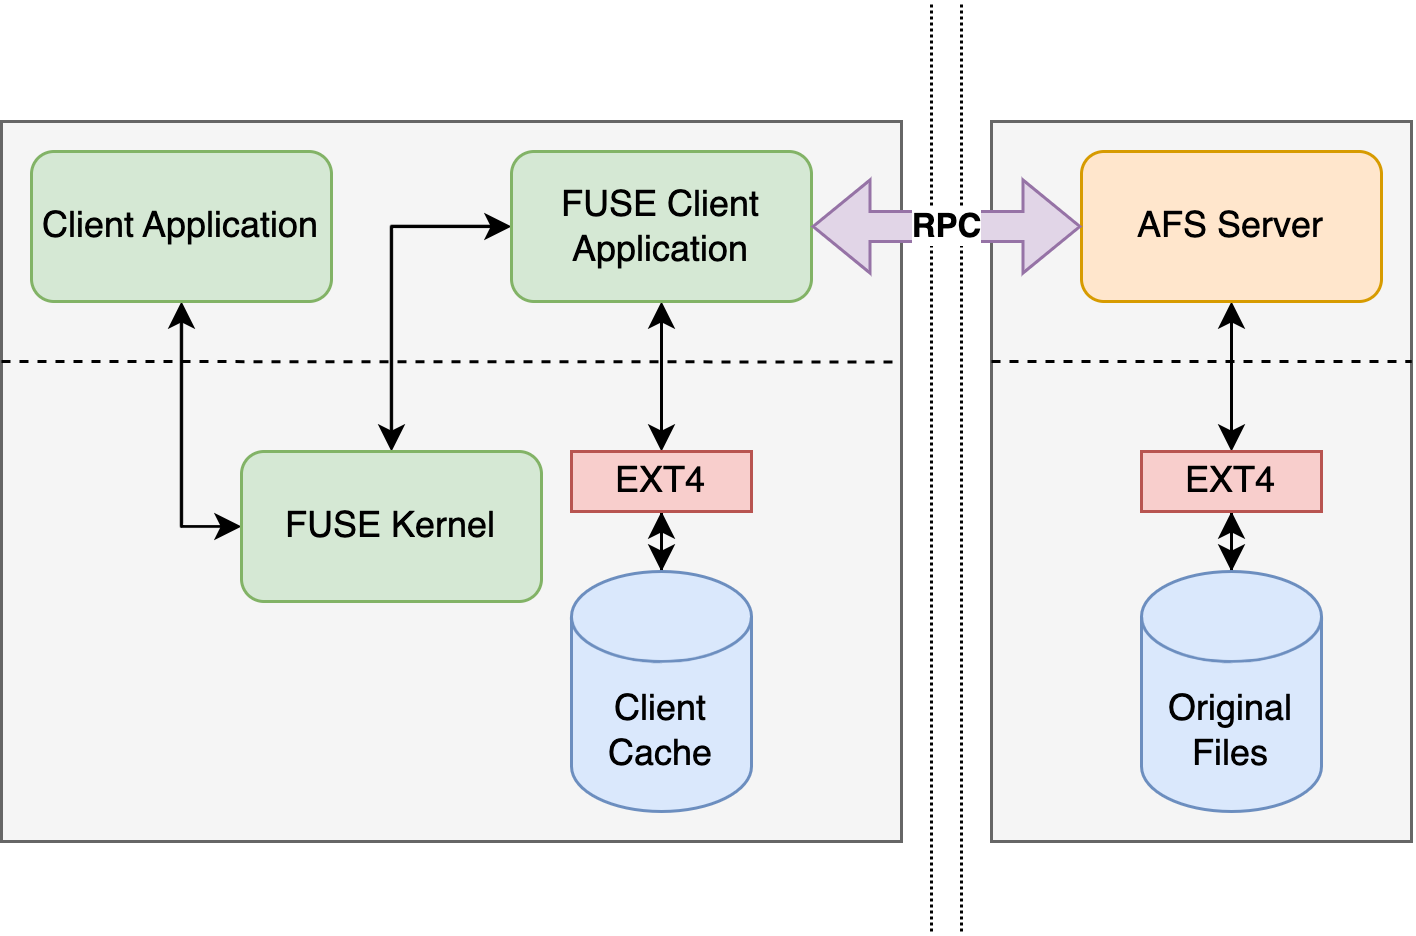 Client Application
FUSE Client
Application
RPC
AFS Server
FUSE Kernel
EXT4
EXT4
Client
Cache
Original
Files